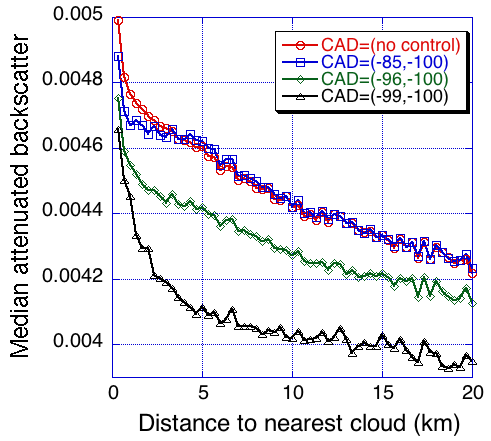 0.005
0.0048
0.0046
0.0044
0.0042
0.004
Median attenuated backscatter
CAD=(no control)
CAD=(-85,-100)
CAD=(-96,-100)
CAD=(-99,-100)
0 5 10 15 20
Distance to nearest cloud (km)